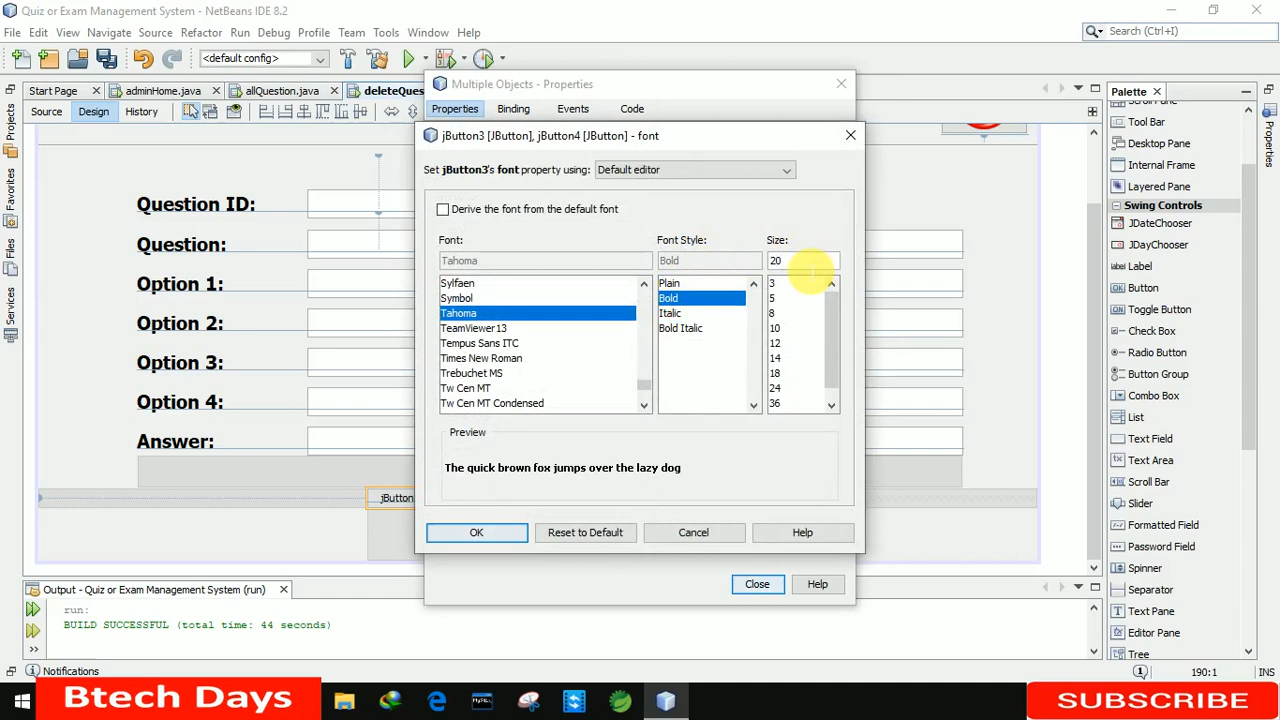 Quiz or Exam Management System - NetBeans IDE 8.2
File Edit View Navigate Source Refactor Run Debug Profile Team Tools Window Help
Search (Ctrl+I)
<default config>
Start Page
adminHome.java
allQuestion.java
deleteQues
Source Design History
Multiple Objects - Properties
Properties Binding Events Code
jButton3 [JButton], jButton4 [JButton] - font
Set jButton3's font property using: Default editor
Derive the font from the default font
Font: Font Style: Size:
Tahoma Bold 20
Sylfaen Plain 3
Symbol Bold 5
Tahoma Italic 8
TeamViewer13 Bold Italic 10
Tempus Sans ITC 12
Times New Roman 14
Trebuchet MS 18
Tw Cen MT 24
Tw Cen MT Condensed 36
Preview
The quick brown fox jumps over the lazy dog
OK Reset to Default Cancel Help
Close Help
Projects
Favorites
Files
Services
Question ID:
Question:
Option 1:
Option 2:
Option 3:
Option 4:
Answer:
jButton
Palette
Scroll Pane
Tool Bar
Desktop Pane
Internal Frame
Layered Pane
Swing Controls
JDateChooser
JDayChooser
Label
Button
Toggle Button
Check Box
Radio Button
Button Group
Combo Box
List
Text Field
Text Area
Scroll Bar
Slider
Formatted Field
Password Field
Spinner
Separator
Text Pane
Editor Pane
Tree
Properties
Output - Quiz or Exam Management System (run)
run:
BUILD SUCCESSFUL (total time: 44 seconds)
Notifications
1
190:1
INS
Btech Days
SUBSCRIBE